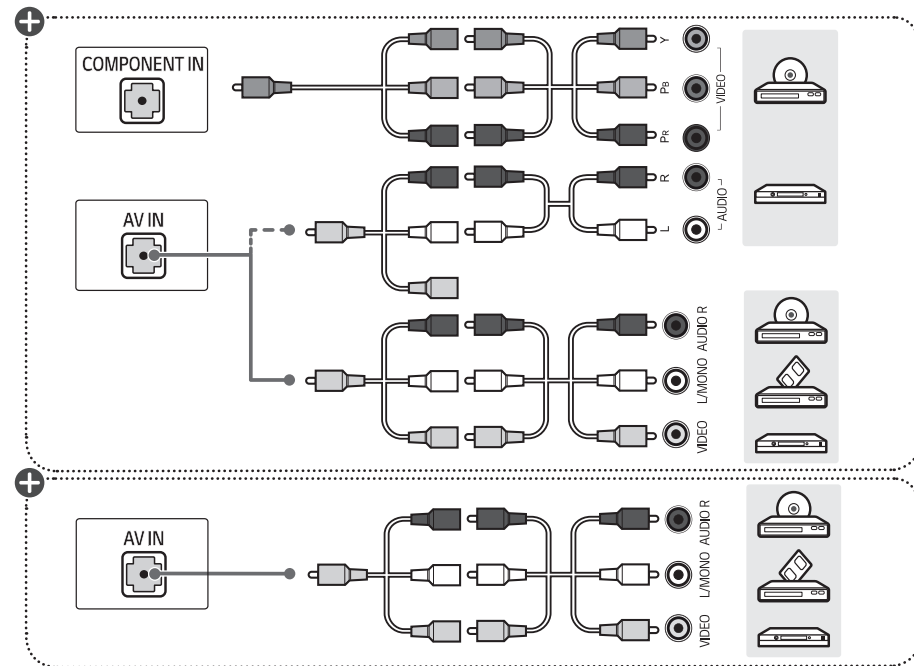 COMPONENT IN
Y
PB
PR
VIDEO
AV IN
R
L
AUDIO
AUDIO R
L/MONO
VIDEO
AV IN
AUDIO R
L/MONO
VIDEO